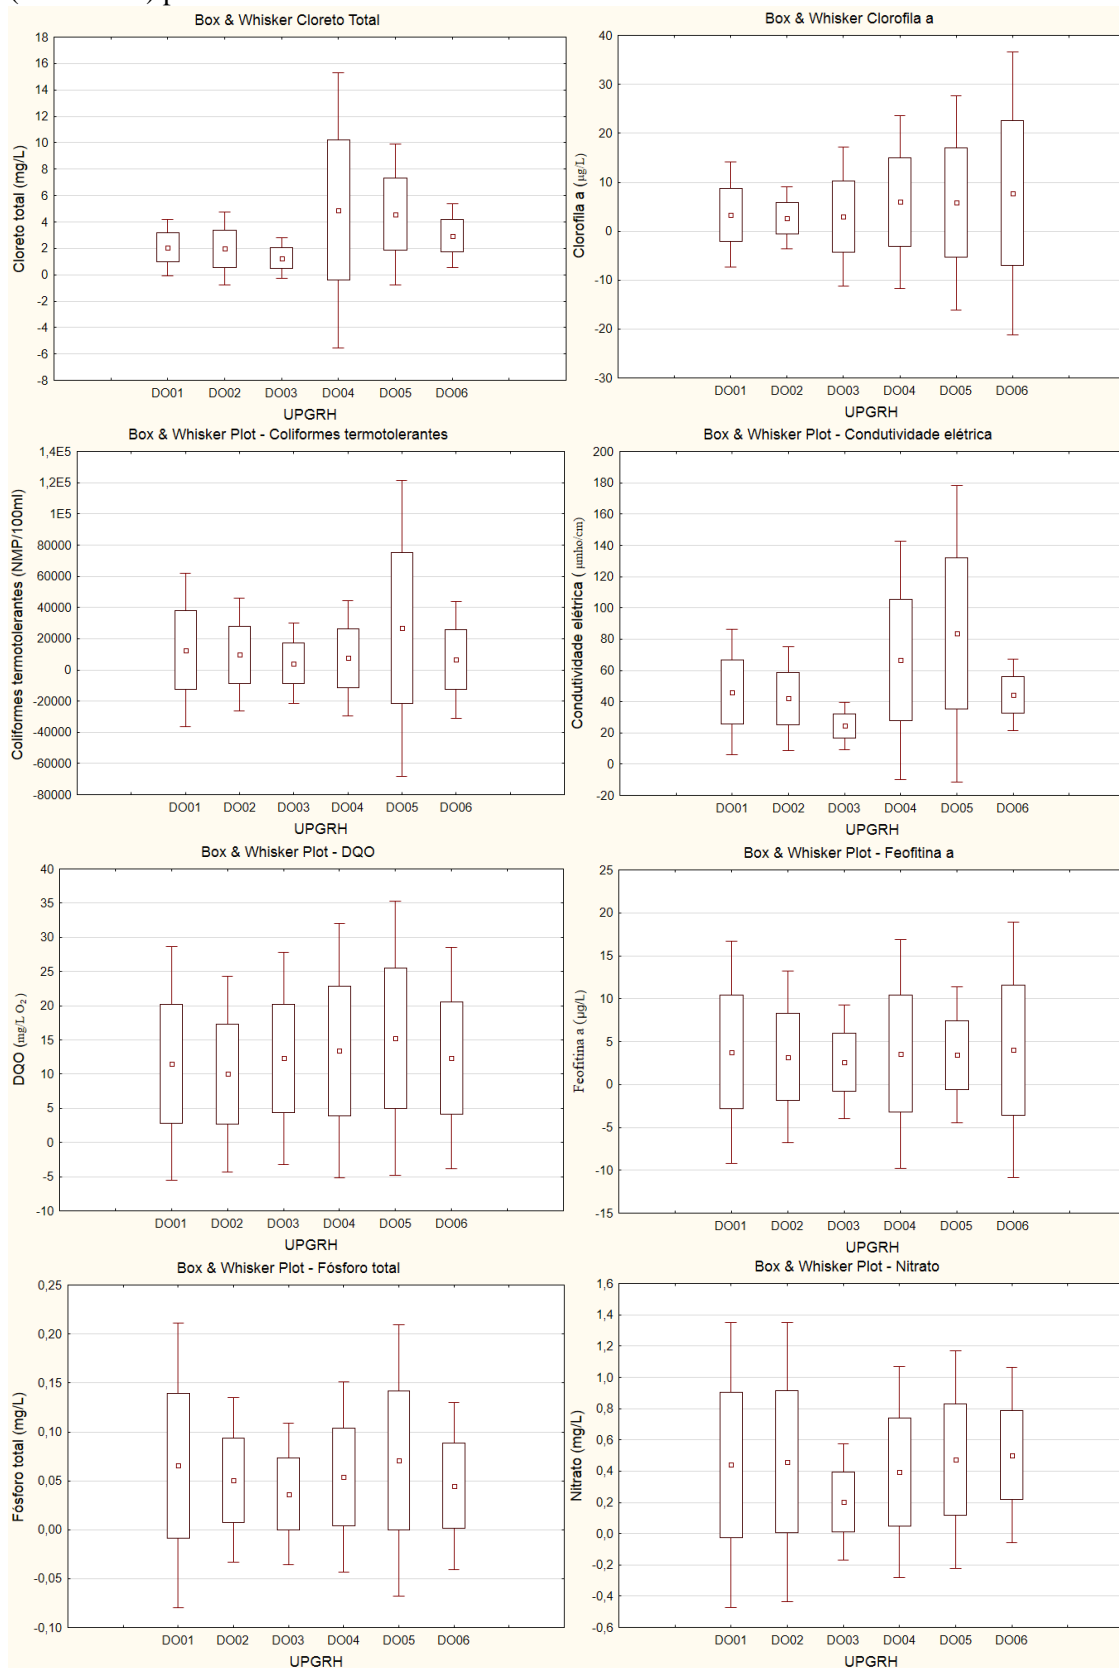 Box & Whisker Cloreto Total
Cloreto total (mg/L)
18
16
14
12
10
8
6
4
2
0
-2
-4
-6
-8
DO01 DO02 DO03 DO04 DO05 DO06
UPGRH
Box & Whisker Clorofila a
Clorofila a (µg/L)
40
30
20
10
0
-10
-20
-30
DO01 DO02 DO03 DO04 DO05 DO06
UPGRH
Box & Whisker Plot - Coliformes termotolerantes
Coliformes termotolerantes (NMP/100ml)
1,4E5
1,2E5
1E5
80000
60000
40000
20000
0
-20000
-40000
-60000
-80000
DO01 DO02 DO03 DO04 DO05 DO06
UPGRH
Box & Whisker Plot - Condutividade elétrica
Condutividade elétrica ( µmho/cm)
200
180
160
140
120
100
80
60
40
20
0
-20
DO01 DO02 DO03 DO04 DO05 DO06
UPGRH
Box & Whisker Plot - DQO
DQO (mg/L O₂)
40
35
30
25
20
15
10
5
0
-5
-10
DO01 DO02 DO03 DO04 DO05 DO06
UPGRH
Box & Whisker Plot - Feofitina a
Feofitina a (µg/L)
25
20
15
10
5
0
-5
-10
-15
DO01 DO02 DO03 DO04 DO05 DO06
UPGRH
Box & Whisker Plot - Fósforo total
Fósforo total (mg/L)
0,25
0,20
0,15
0,10
0,05
0,00
-0,05
-0,10
DO01 DO02 DO03 DO04 DO05 DO06
UPGRH
Box & Whisker Plot - Nitrato
Nitrato (mg/L)
1,6
1,4
1,2
1,0
0,8
0,6
0,4
0,2
0,0
-0,2
-0,4
-0,6
DO01 DO02 DO03 DO04 DO05 DO06
UPGRH